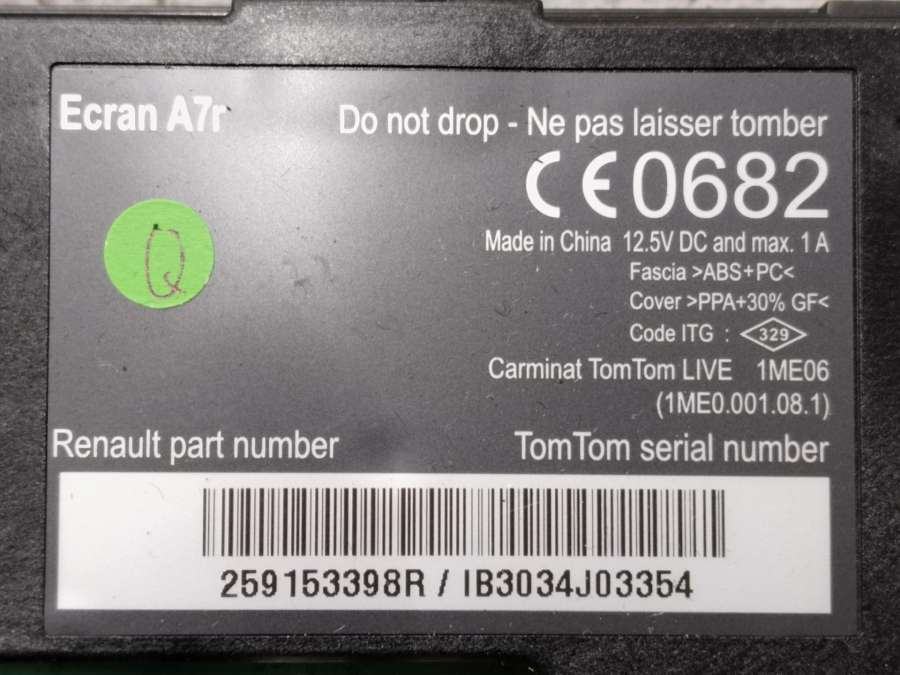 Ecran A7r
Do not drop - Ne pas laisser tomber
CE0682
Made in China 12.5V DC and max. 1 A
Fascia >ABS+PC<
Cover >PPA+30% GF<
Code ITG : 329
Carminat TomTom LIVE 1ME06
(1ME0.001.08.1)
Q
Renault part number
TomTom serial number
259153398R / IB3034J03354